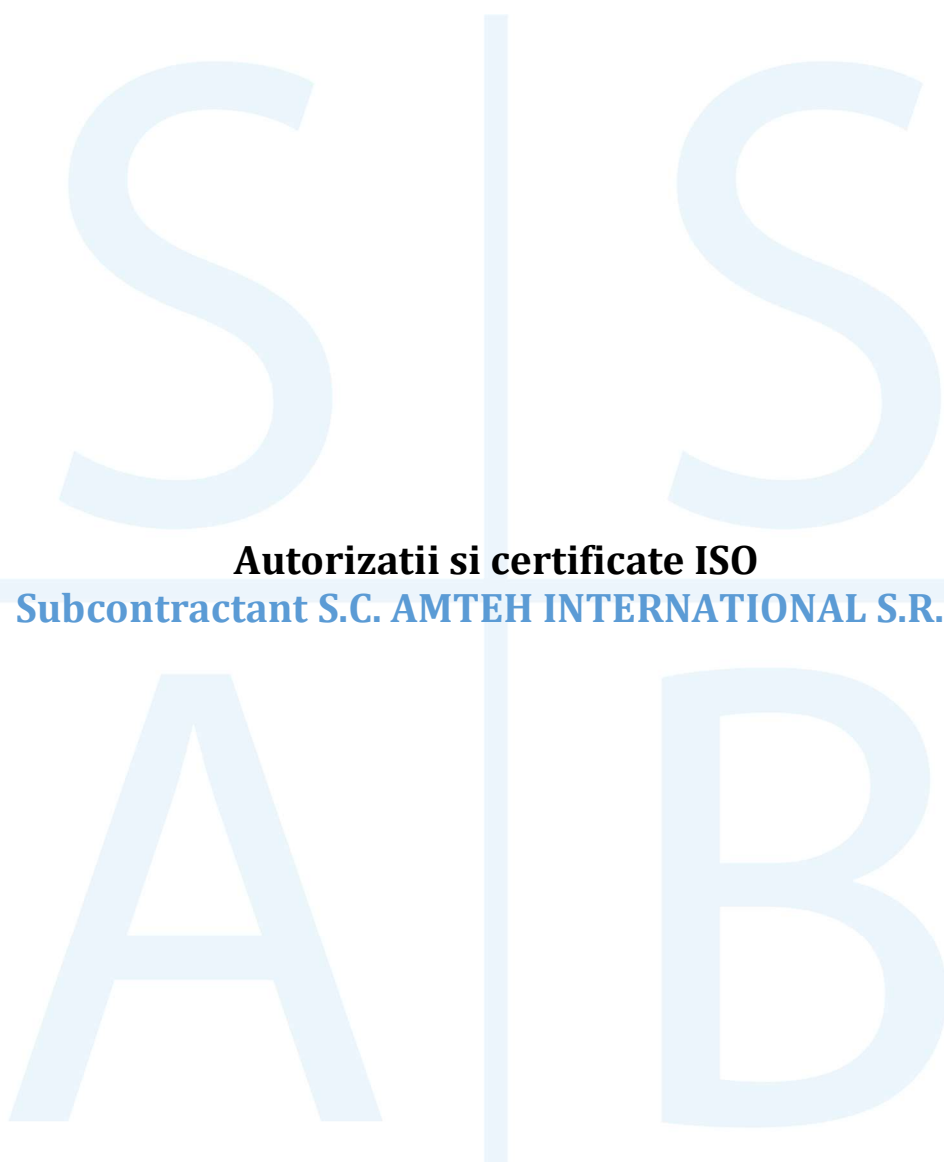 S S
Autorizatii si certificate ISO
Subcontractant S.C. AMTEH INTERNATIONAL S.R.
A B